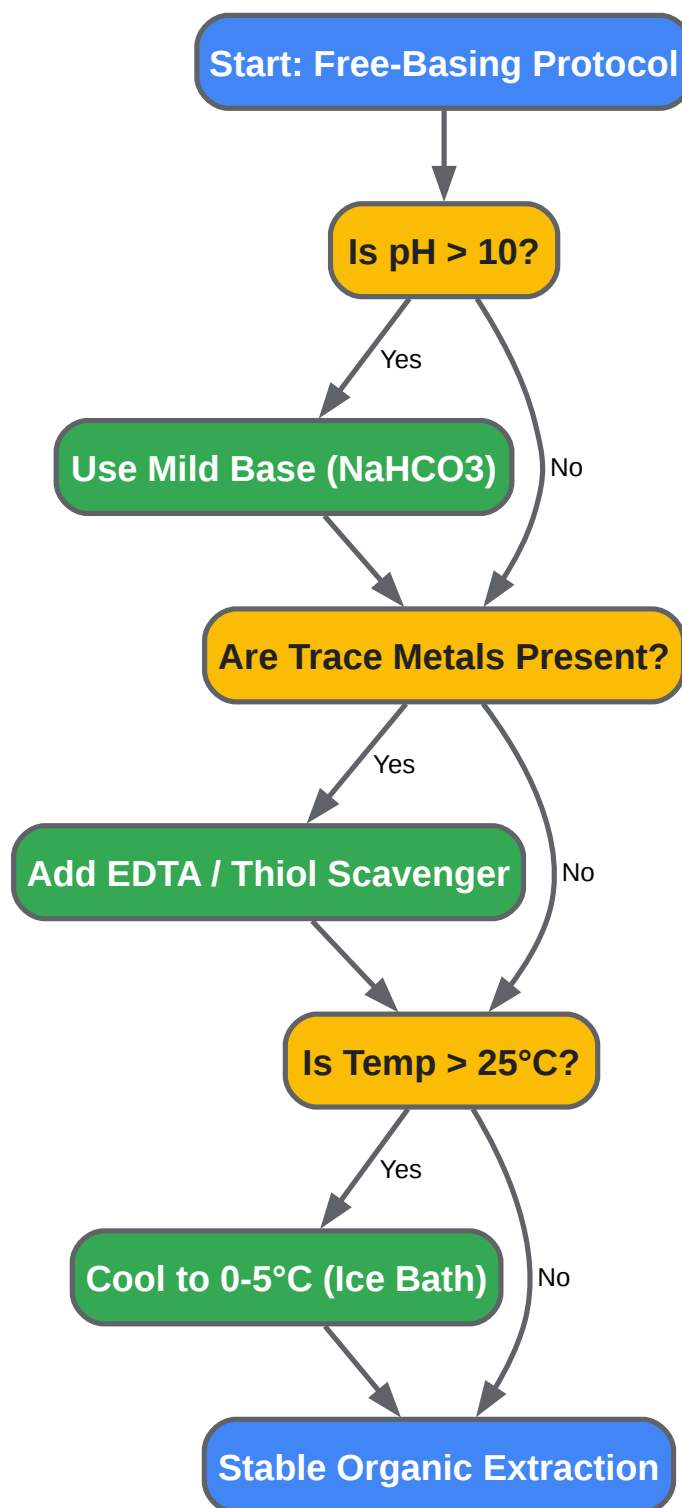 Start: Free-Basing Protocol
Is pH > 10?
Yes
Use Mild Base (NaHCO3)
No
Are Trace Metals Present?
Yes
Add EDTA / Thiol Scavenger
No
Is Temp > 25°C?
Yes
Cool to 0-5°C (Ice Bath)
No
Stable Organic Extraction